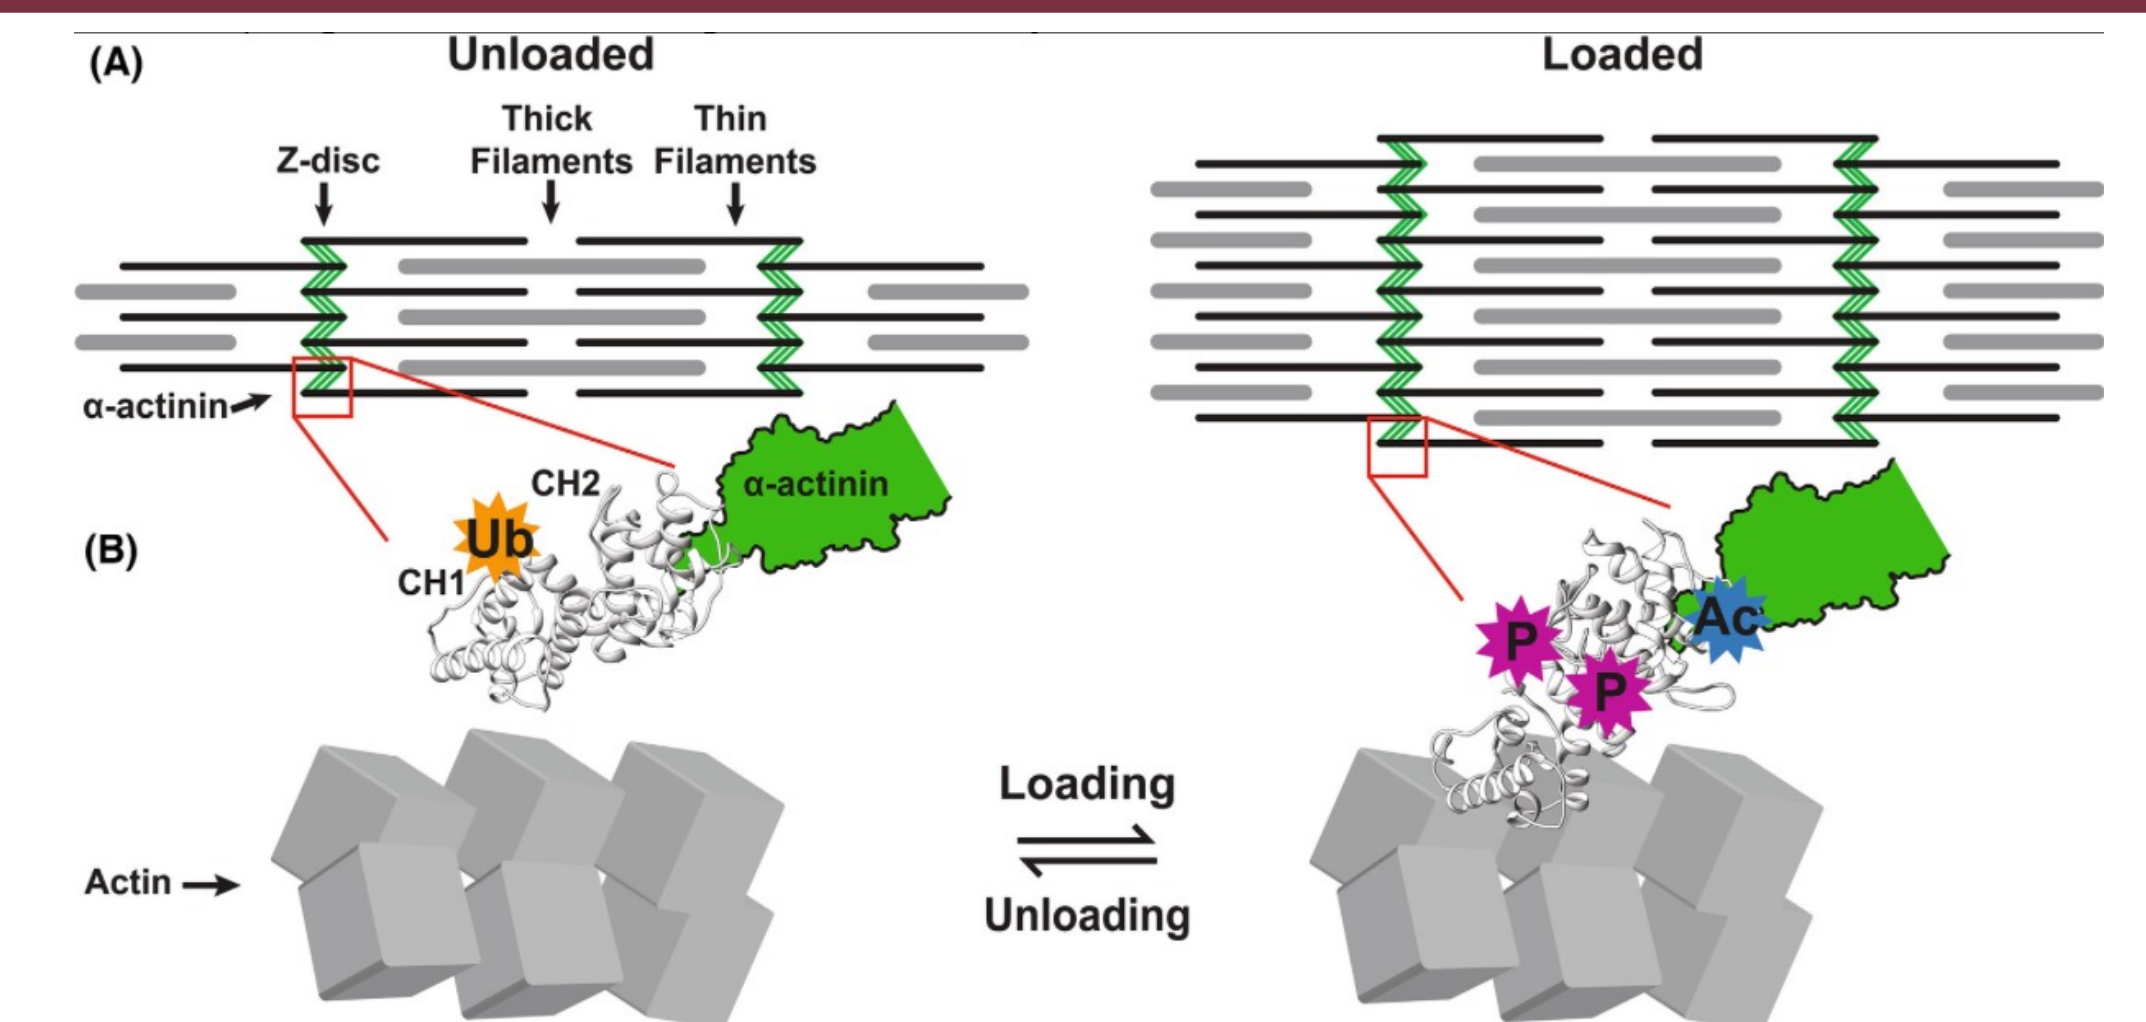 (A)
Unloaded
Loaded
Thick
Filaments
Thin
Filaments
Z-disc
α-actinin
(B)
CH2
α-actinin
Ub
CH1
Ac
P
P
Loading
Unloading
Actin